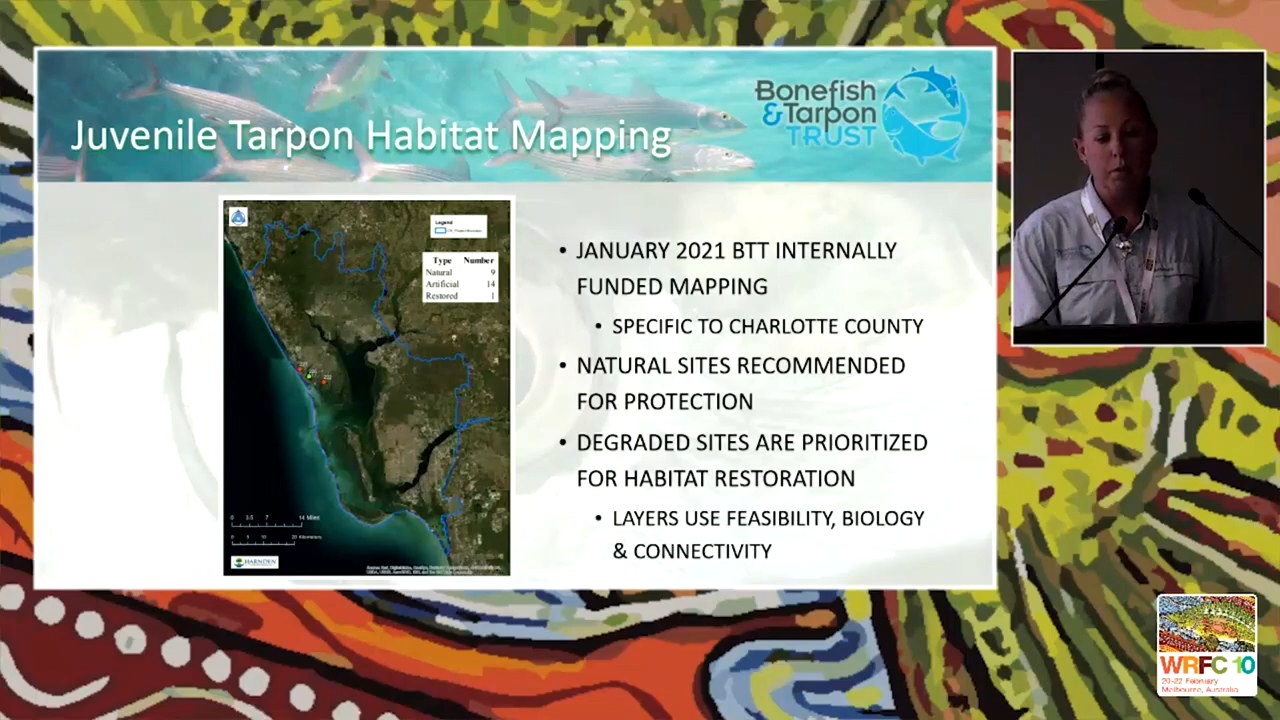 Juvenile Tarpon Habitat Mapping
Bonefish
& Tarpon
TRUST
Legend
Type Number
Natural 9
Artificial 14
Restored 1
0 3.5 7 14 Miles
0 5 10 20 Kilometers
HARNDEN
• JANUARY 2021 BTT INTERNALLY
FUNDED MAPPING
• SPECIFIC TO CHARLOTTE COUNTY
• NATURAL SITES RECOMMENDED
FOR PROTECTION
• DEGRADED SITES ARE PRIORITIZED
FOR HABITAT RESTORATION
• LAYERS USE FEASIBILITY, BIOLOGY
& CONNECTIVITY
WRFC 10
20-22 February
Melbourne, Australia